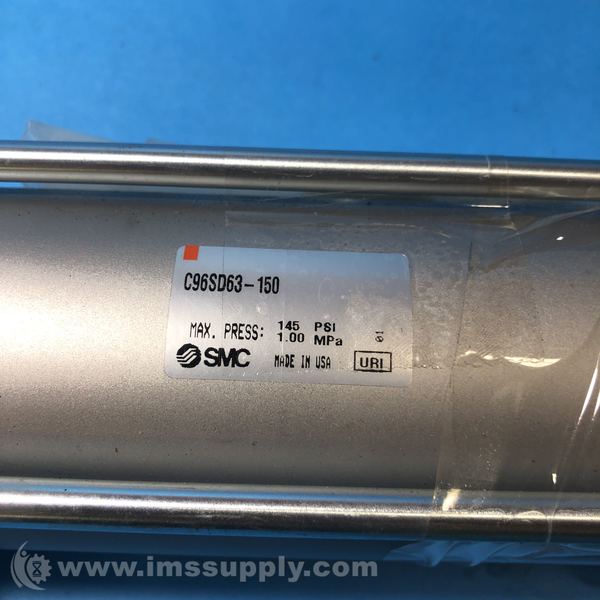 C96SD63-150
MAX. PRESS: 145 PSI
1.00 MPa
SMC MADE IN USA URI
www.imssupply.com